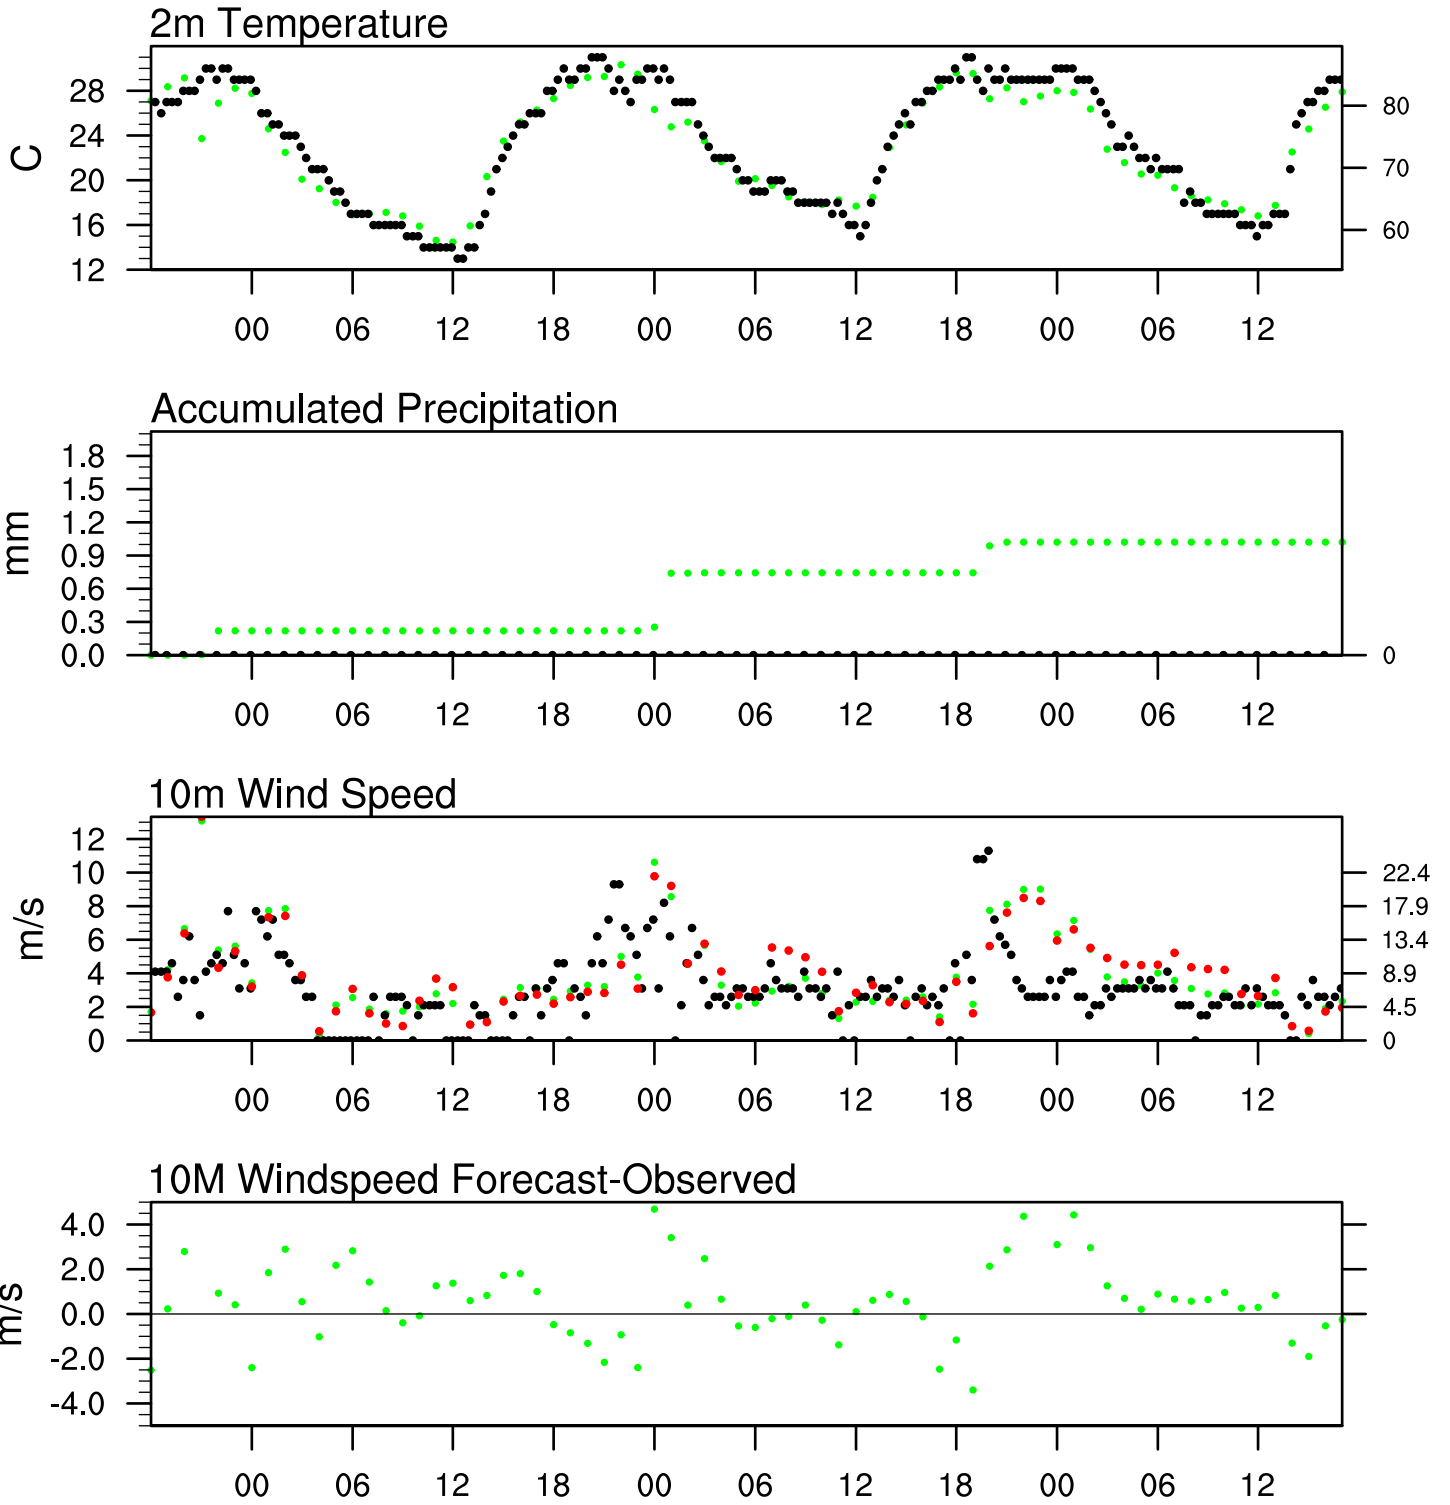 2m Temperature
28
24
20
16
12
C
80
70
60
00 06 12 18 00 06 12 18 00 06 12
Accumulated Precipitation
1.8
1.5
1.2
0.9
0.6
0.3
0.0
mm
0
00 06 12 18 00 06 12 18 00 06 12
10m Wind Speed
12
10
8
6
4
2
0
m/s
22.4
17.9
13.4
8.9
4.5
0
00 06 12 18 00 06 12 18 00 06 12
10M Windspeed Forecast-Observed
4.0
2.0
0.0
-2.0
-4.0
m/s
00 06 12 18 00 06 12 18 00 06 12